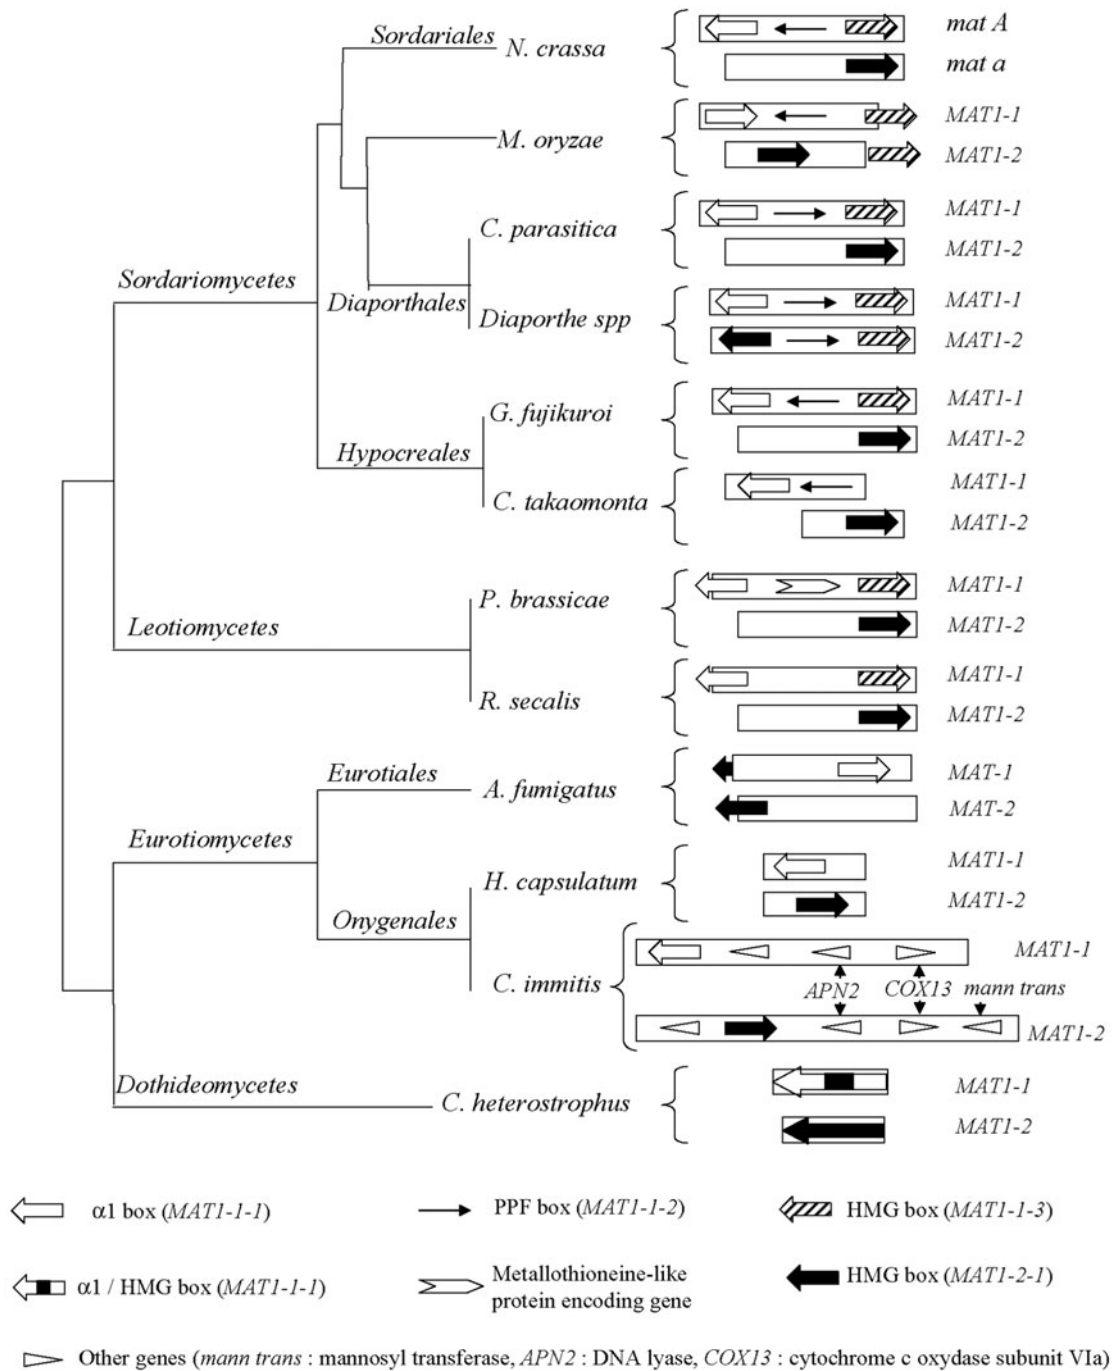 Sordariales
N. crassa
mat A
mat a
M. oryzae
MAT1-1
MAT1-2
C. parasitica
MAT1-1
MAT1-2
Sordariomycetes
Diaporthales
Diaporthe spp
MAT1-1
MAT1-2
G. fujikuroi
MAT1-1
MAT1-2
Hypocreales
C. takaomonta
MAT1-1
MAT1-2
P. brassicae
MAT1-1
MAT1-2
Leotiomycetes
R. secalis
MAT1-1
MAT1-2
Eurotiales
A. fumigatus
MAT-1
MAT-2
Eurotiomycetes
H. capsulatum
MAT1-1
MAT1-2
Onygenales
C. immitis
MAT1-1
APN2 COX13 mann trans
MAT1-2
Dothideomycetes
C. heterostrophus
MAT1-1
MAT1-2
α1 box (MAT1-1-1)
PPF box (MAT1-1-2)
HMG box (MAT1-1-3)
α1 / HMG box (MAT1-1-1)
Metallothioneine-like
protein encoding gene
HMG box (MAT1-2-1)
Other genes (mann trans : mannosyl transferase, APN2 : DNA lyase, COX13 : cytochrome c oxydase subunit VIa)